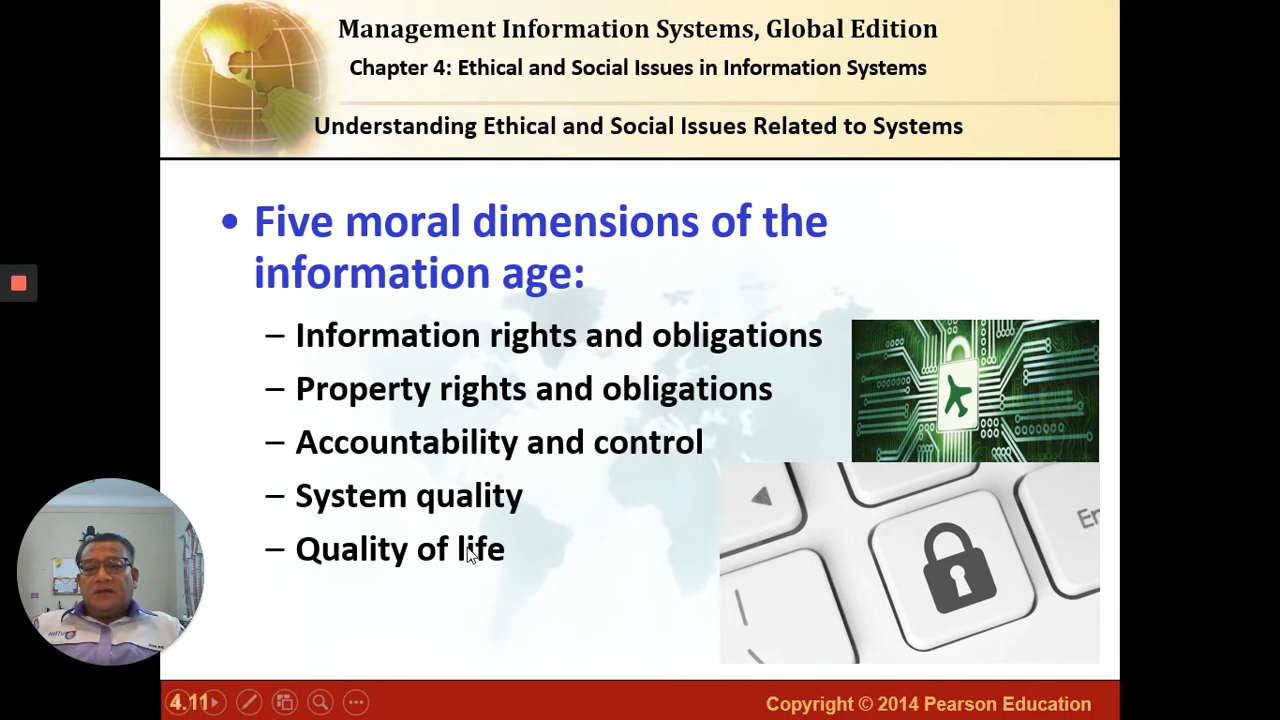 Management Information Systems, Global Edition
Chapter 4: Ethical and Social Issues in Information Systems
Understanding Ethical and Social Issues Related to Systems
• Five moral dimensions of the
information age:
– Information rights and obligations
– Property rights and obligations
– Accountability and control
– System quality
– Quality of life
4.11
Copyright © 2014 Pearson Education